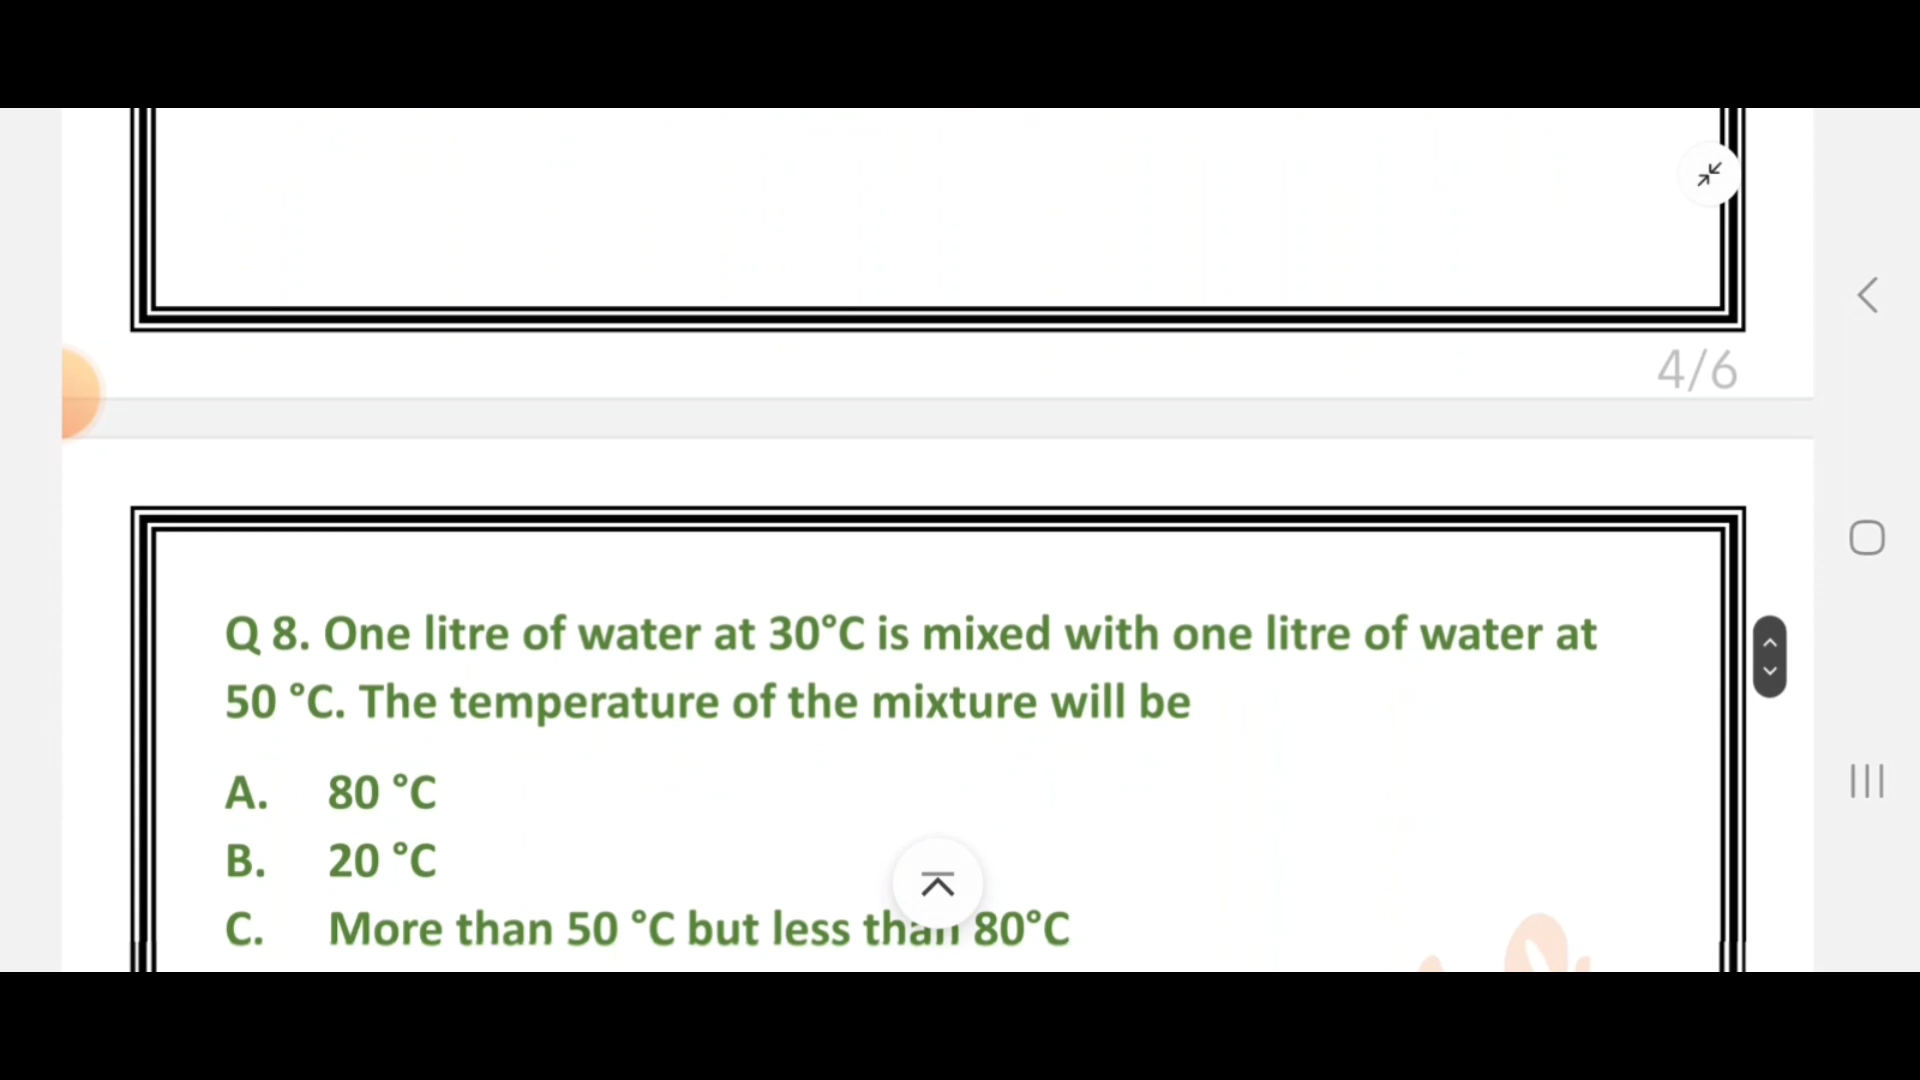 4/6
Q 8. One litre of water at 30°C is mixed with one litre of water at
50 °C. The temperature of the mixture will be
A. 80 °C
B. 20 °C
C. More than 50 °C but less than 80°C